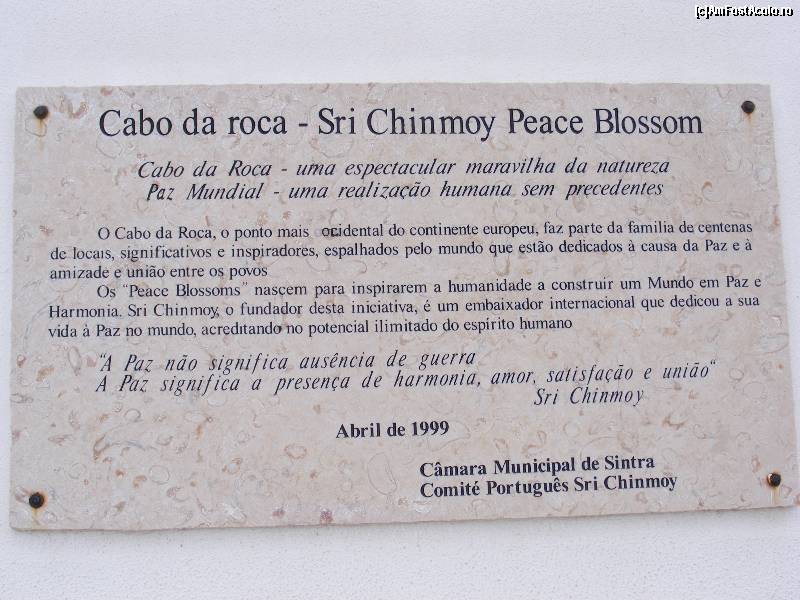 [c]AmFostAcolo.ro
Cabo da roca - Sri Chinmoy Peace Blossom
Cabo da Roca - uma espectacular maravilha da natureza
Paz Mundial - uma realização humana sem precedentes
O Cabo da Roca, o ponto mais ocidental do continente europeu, faz parte da familia de centenas
de locais, significativos e inspiradores, espalhados pelo mundo que estão dedicados à causa da Paz e à
amizade e união entre os povos
Os "Peace Blossoms" nasçem para inspirarem a humanidade a construir um Mundo em Paz e
Harmonia. Sri Chinmoy, o fundador desta iniciativa, é um embaixador internacional que dedicou a sua
vida à Paz no mundo, acreditando no potencial ilimitado do espírito humano
"A Paz não significa ausência de guerra
A Paz significa a presença de harmonia, amor, satisfação e união"
Sri Chinmoy
Abril de 1999
Câmara Municipal de Sintra
Comité Português Sri Chinmoy